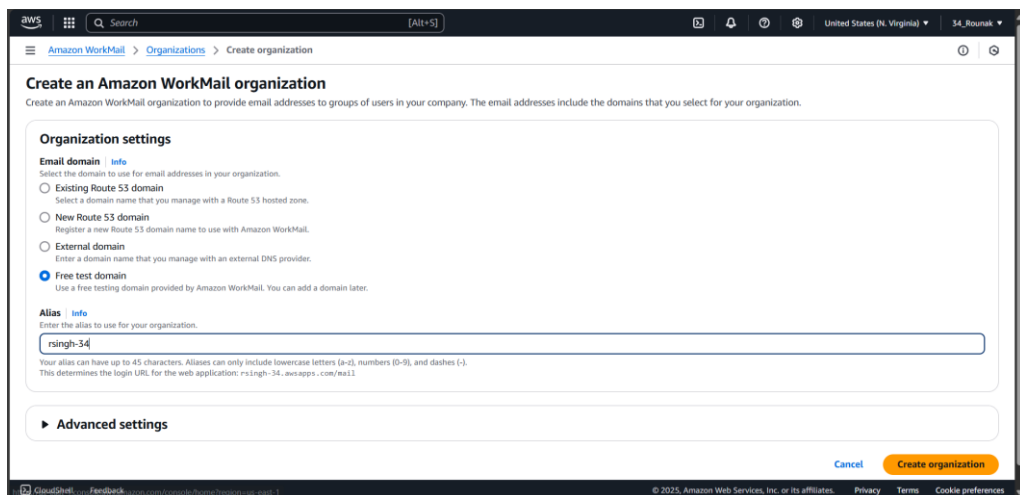 aws
Search [Alt+S]
United States (N. Virginia) ▼ 34_Rounak ▼
Amazon WorkMail > Organizations > Create organization
Create an Amazon WorkMail organization
Create an Amazon WorkMail organization to provide email addresses to groups of users in your company. The email addresses include the domains that you select for your organization.
Organization settings
Email domain | Info
Select the domain to use for email addresses in your organization.
Existing Route 53 domain
Select a domain name that you manage with a Route 53 hosted zone.
New Route 53 domain
Register a new Route 53 domain name to use with Amazon WorkMail.
External domain
Enter a domain name that you manage with an external DNS provider.
Free test domain
Use a free testing domain provided by Amazon WorkMail. You can add a domain later.
Alias | Info
Enter the alias to use for your organization.
rsingh-34
Your alias can have up to 45 characters. Aliases can only include lowercase letters (a-z), numbers (0-9), and dashes (-).
This determines the login URL for the web application: rsingh-34.awsapps.com/mail
Advanced settings
Cancel Create organization
CloudShell Feedback © 2025, Amazon Web Services, Inc. or its affiliates. Privacy Terms Cookie preferences